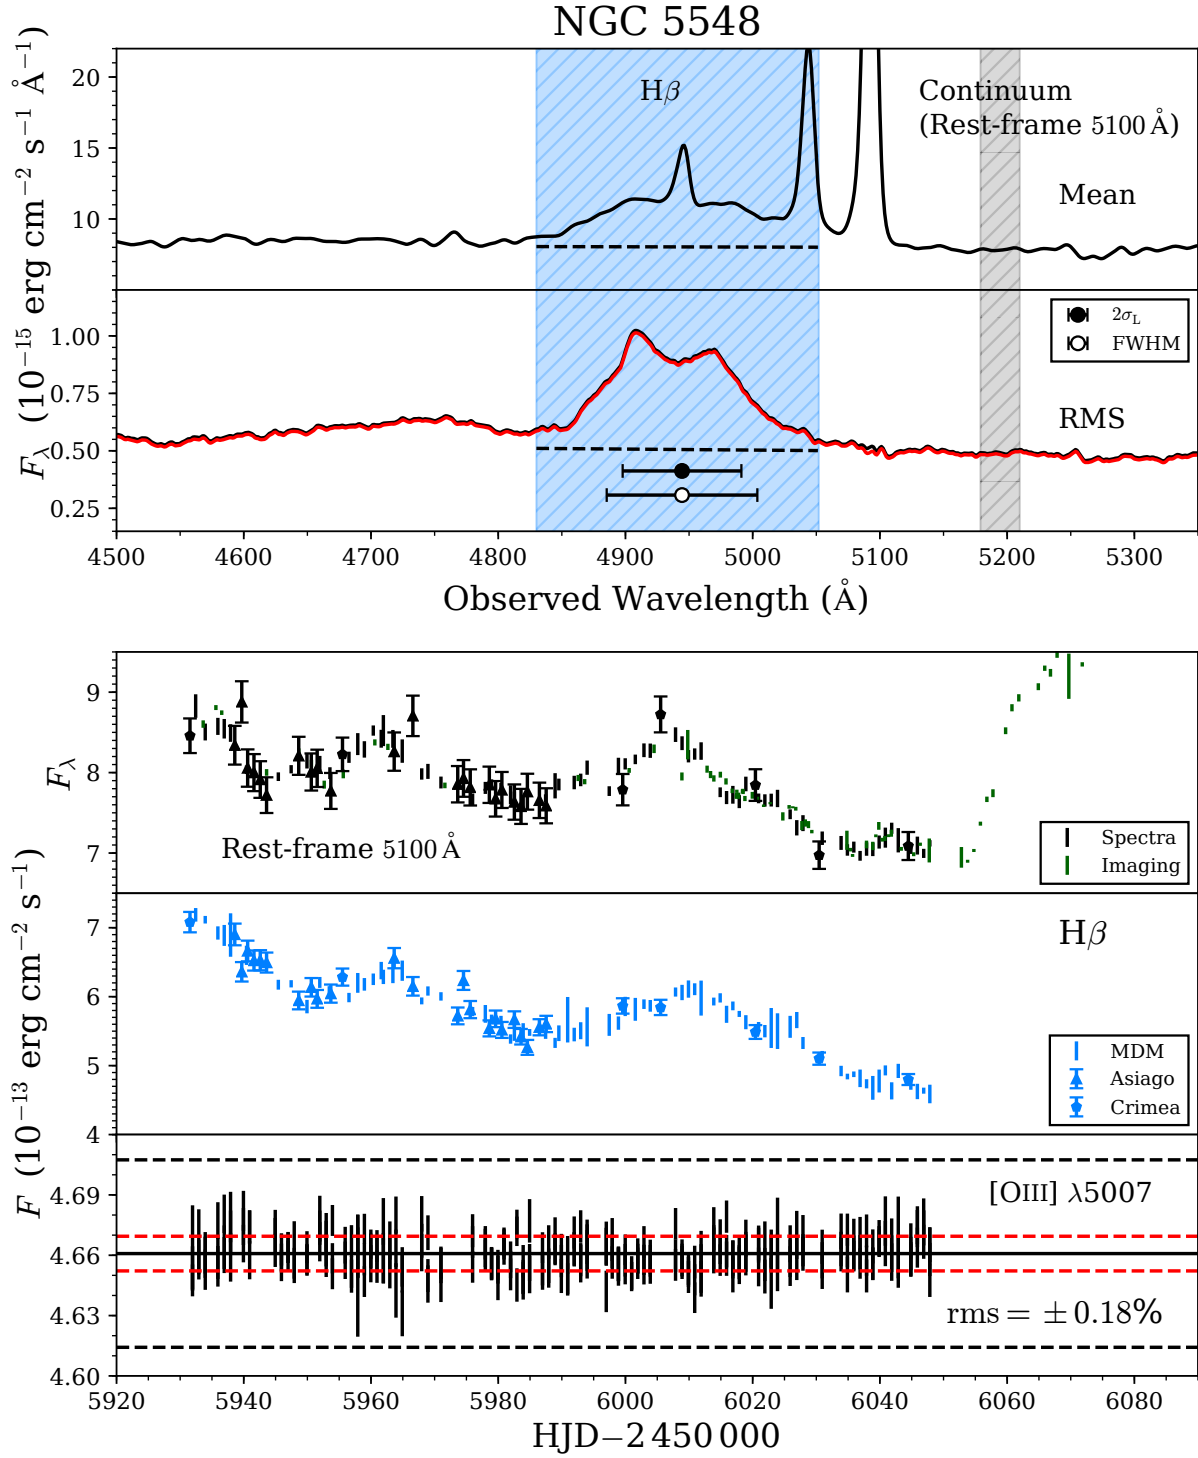 NGC 5548
F_λ (10⁻¹⁵ erg cm⁻² s⁻¹ Å⁻¹)
20
15
10
Hβ
Continuum
(Rest-frame 5100 Å)
Mean
1.00
0.75
0.50
0.25
2σ_L
FWHM
RMS
4500 4600 4700 4800 4900 5000 5100 5200 5300
Observed Wavelength (Å)
F_λ
9
8
7
Rest-frame 5100 Å
Spectra
Imaging
F (10⁻¹³ erg cm⁻² s⁻¹)
7
6
5
4
Hβ
MDM
Asiago
Crimea
4.69
4.66
4.63
4.60
[OIII] λ5007
rms = ± 0.18%
5920 5940 5960 5980 6000 6020 6040 6060 6080
HJD−2 450 000